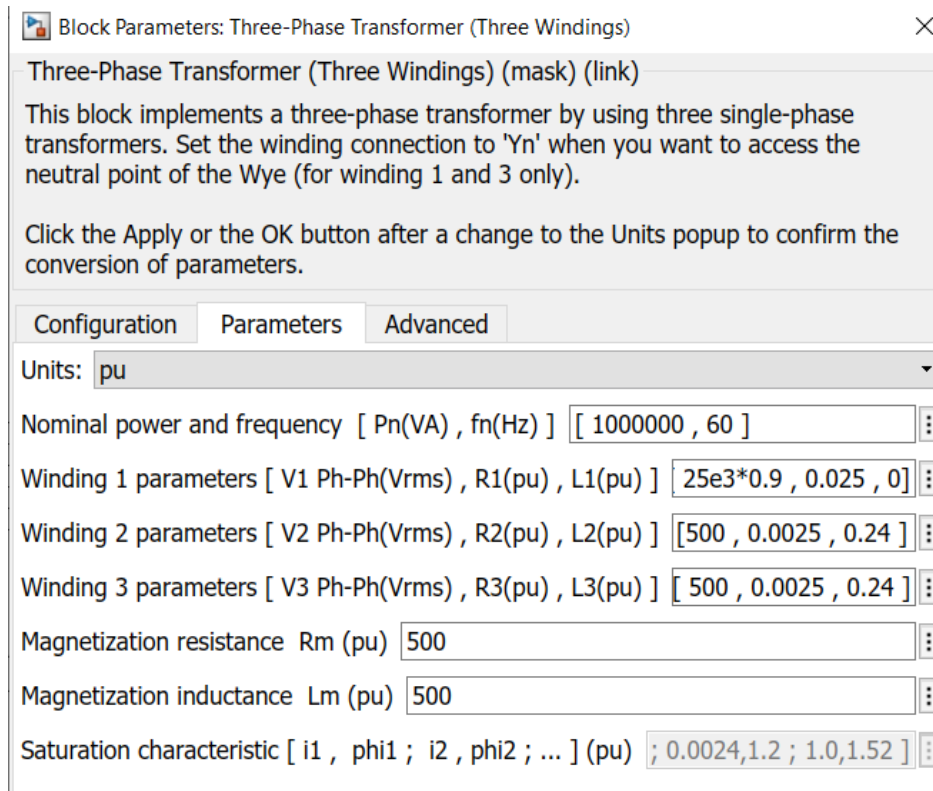 Block Parameters: Three-Phase Transformer (Three Windings)
Three-Phase Transformer (Three Windings) (mask) (link)
This block implements a three-phase transformer by using three single-phase
transformers. Set the winding connection to 'Yn' when you want to access the
neutral point of the Wye (for winding 1 and 3 only).
Click the Apply or the OK button after a change to the Units popup to confirm the
conversion of parameters.
Configuration Parameters Advanced
Units: pu
Nominal power and frequency [ Pn(VA) , fn(Hz) ] [ 1000000 , 60 ]
Winding 1 parameters [ V1 Ph-Ph(Vrms) , R1(pu) , L1(pu) ] [ 25e3*0.9 , 0.025 , 0]
Winding 2 parameters [ V2 Ph-Ph(Vrms) , R2(pu) , L2(pu) ] [500 , 0.0025 , 0.24 ]
Winding 3 parameters [ V3 Ph-Ph(Vrms) , R3(pu) , L3(pu) ] [ 500 , 0.0025 , 0.24 ]
Magnetization resistance Rm (pu) 500
Magnetization inductance Lm (pu) 500
Saturation characteristic [ i1 , phi1 ; i2 , phi2 ; ... ] (pu) ; 0.0024,1.2 ; 1.0,1.52 ]